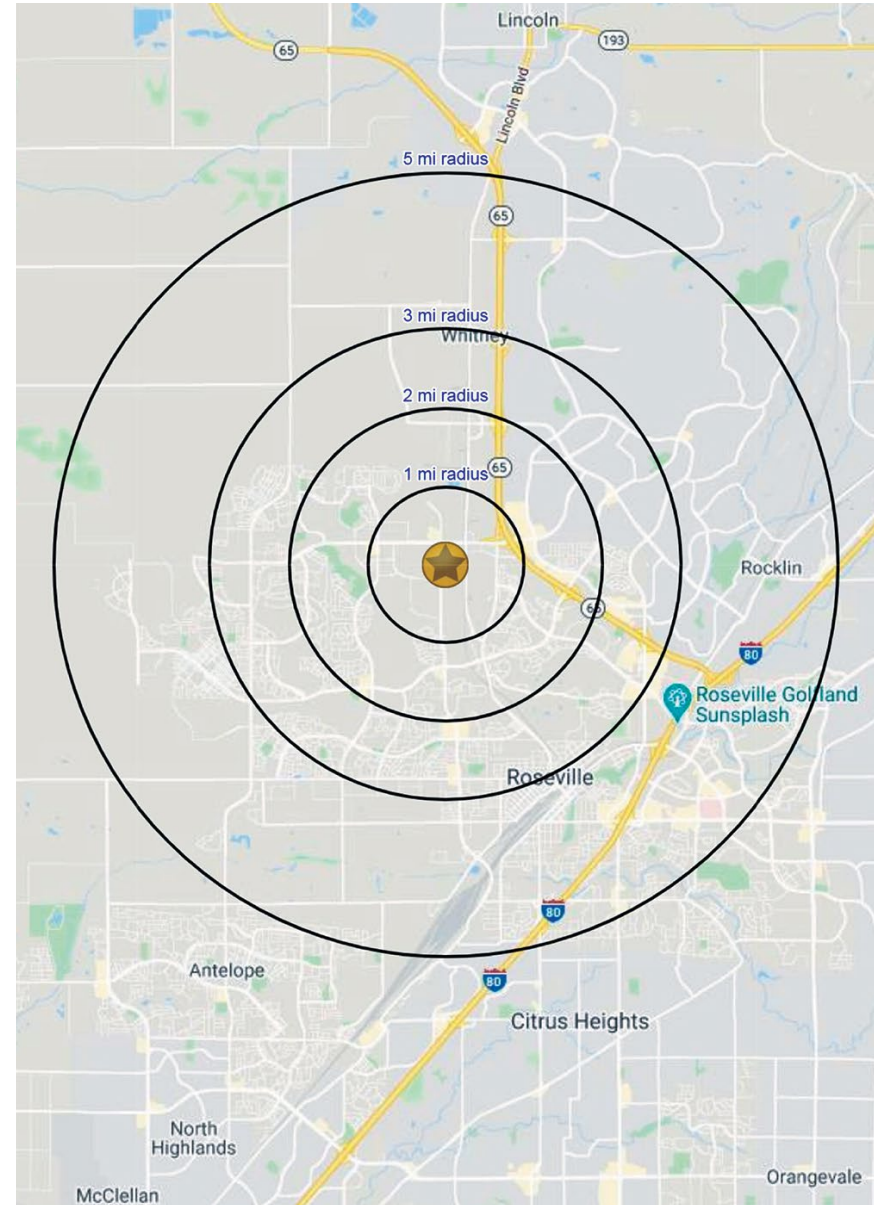 Lincoln
193
65
Lincoln Blvd
5 mi radius
65
3 mi radius
Whitney
2 mi radius
1 mi radius
65
Rocklin
65
80
Roseville Golfland
Sunsplash
Roseville
80
Antelope
80
Citrus Heights
North
Highlands
Orangevale
McClellan